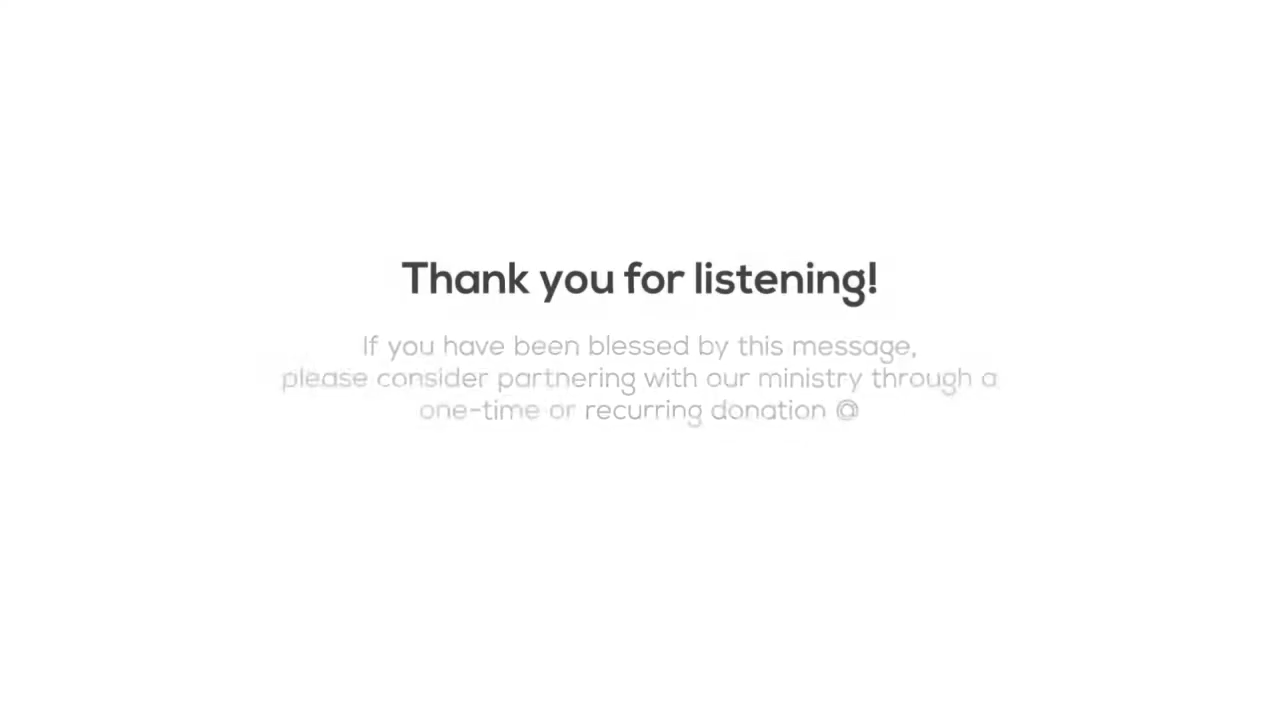 Thank you for listening!
If you have been blessed by this message,
please consider partnering with our ministry through a
one-time or recurring donation @